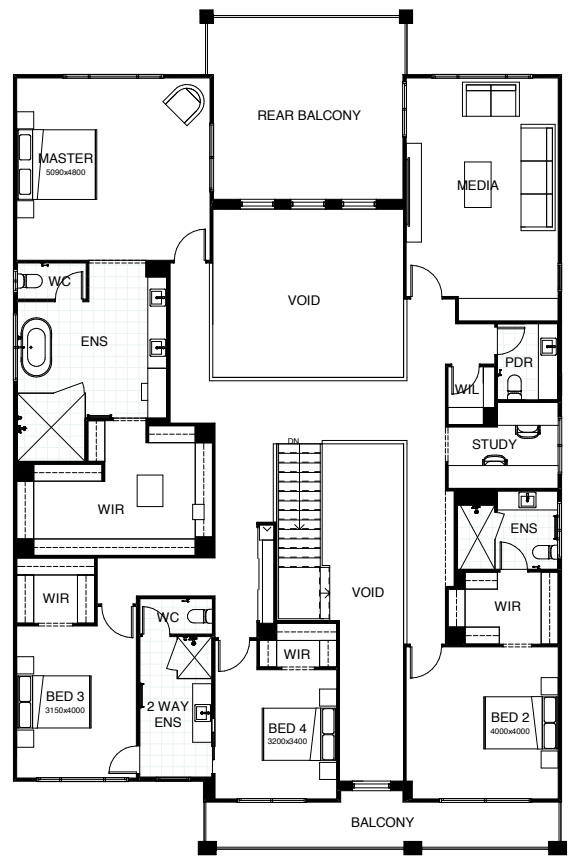 REAR BALCONY
MASTER
5090x4800
MEDIA
VOID
WC
ENS
PDR
WIL
DN
STUDY
WIR
ENS
WIR
VOID
WIR
WC
WIR
BED 3
3150x4000
2 WAY
ENS
BED 4
3200x3400
BED 2
4000x4000
BALCONY